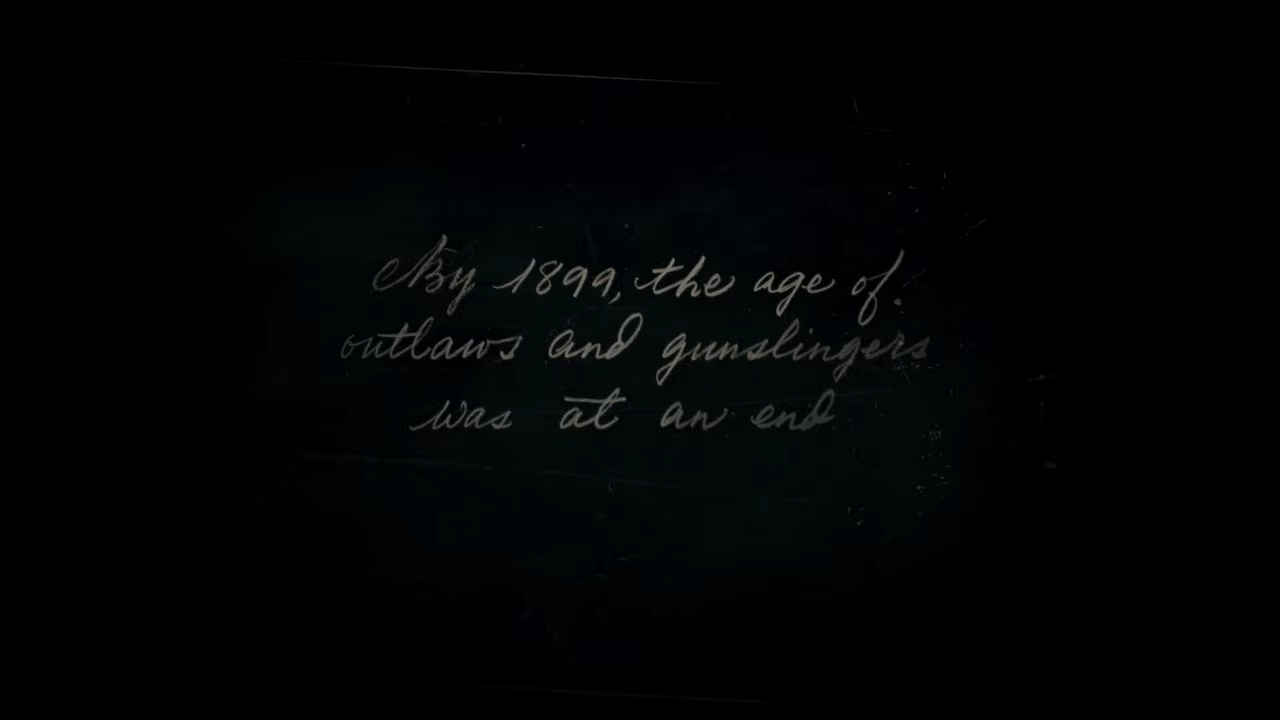 By 1899, the age of
outlaws and gunslingers
was at an end